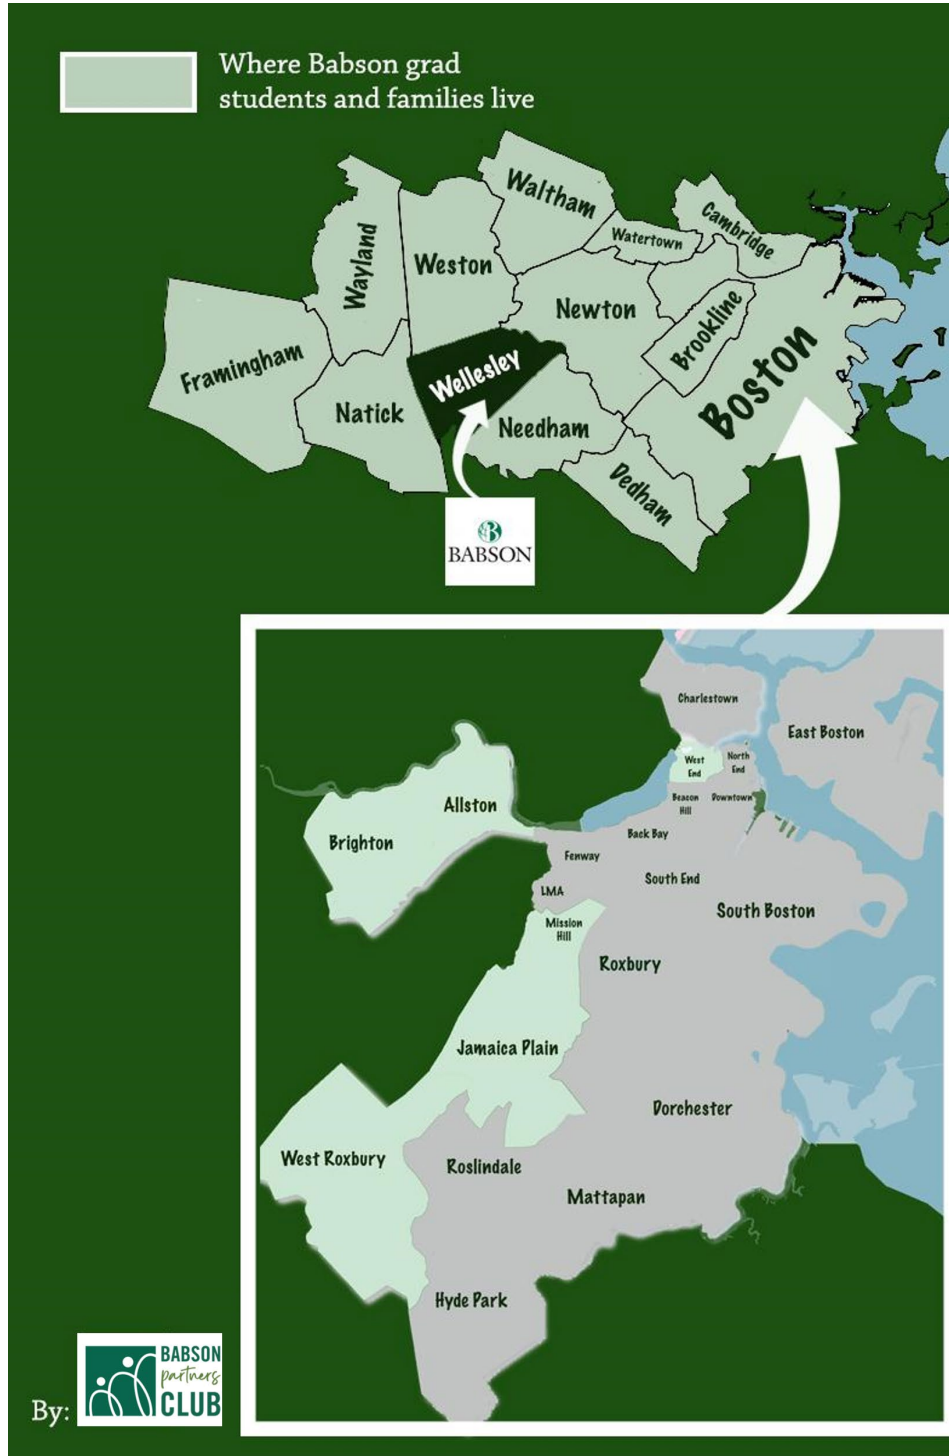 Where Babson grad
students and families live
Waltham
Cambridge
Watertown
Wayland
Weston
Newton
Brookline
Boston
Framingham
Wellesley
Natick
Needham
Dedham
B
BABSON
Charlestown
East Boston
West
End
North
End
Beacon
Hill
Downtown
Allston
Brighton
Back Bay
Fenway
South End
LMA
South Boston
Mission
Hill
Roxbury
Jamaica Plain
Dorchester
West Roxbury
Roslindale
Mattapan
Hyde Park
By:
BABSON
partners
CLUB